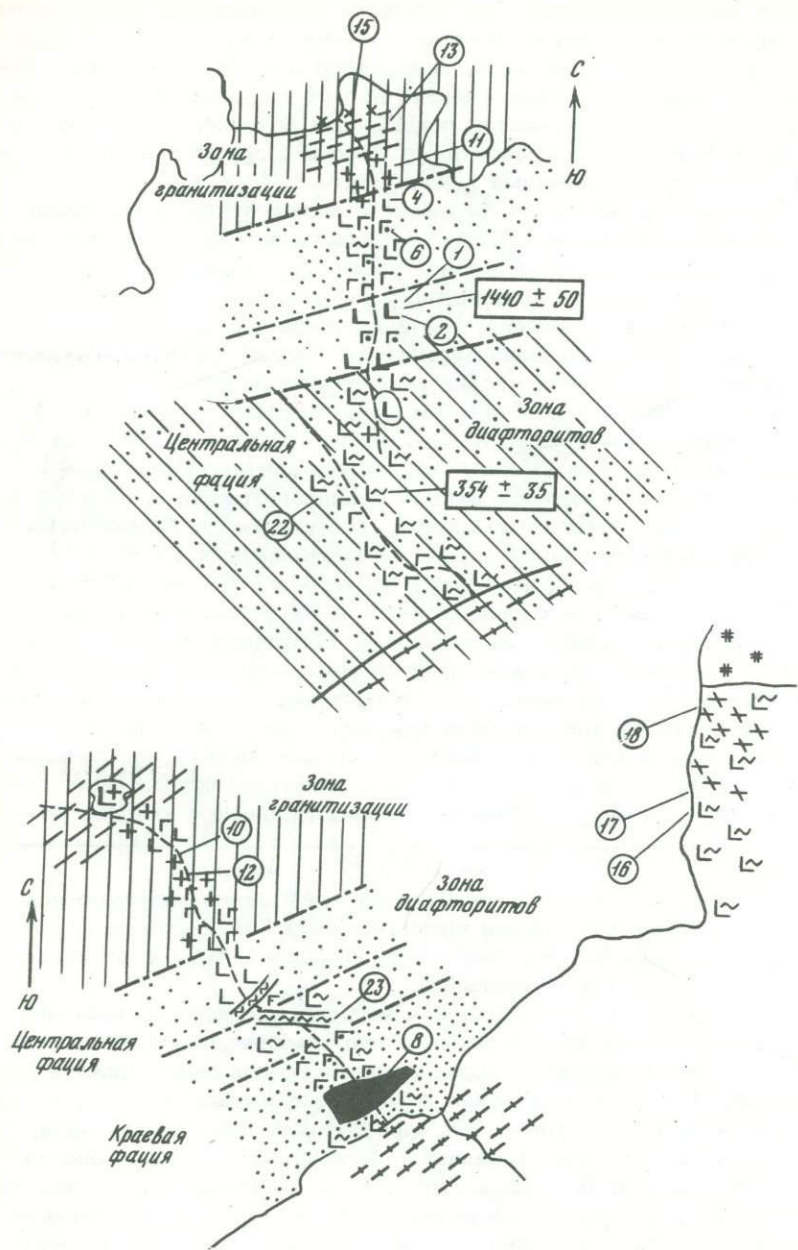 15
13
С
Зона
гранитизации
11
Ю
4
6
1
1440 ± 50
2
Зона
диафторитов
Центральная
фация
354 ± 35
22
18
Зона
гранитизации
10
17
12
16
С
Зона
диафторитов
Ю
23
Центральная
фация
8
Краевая
фация